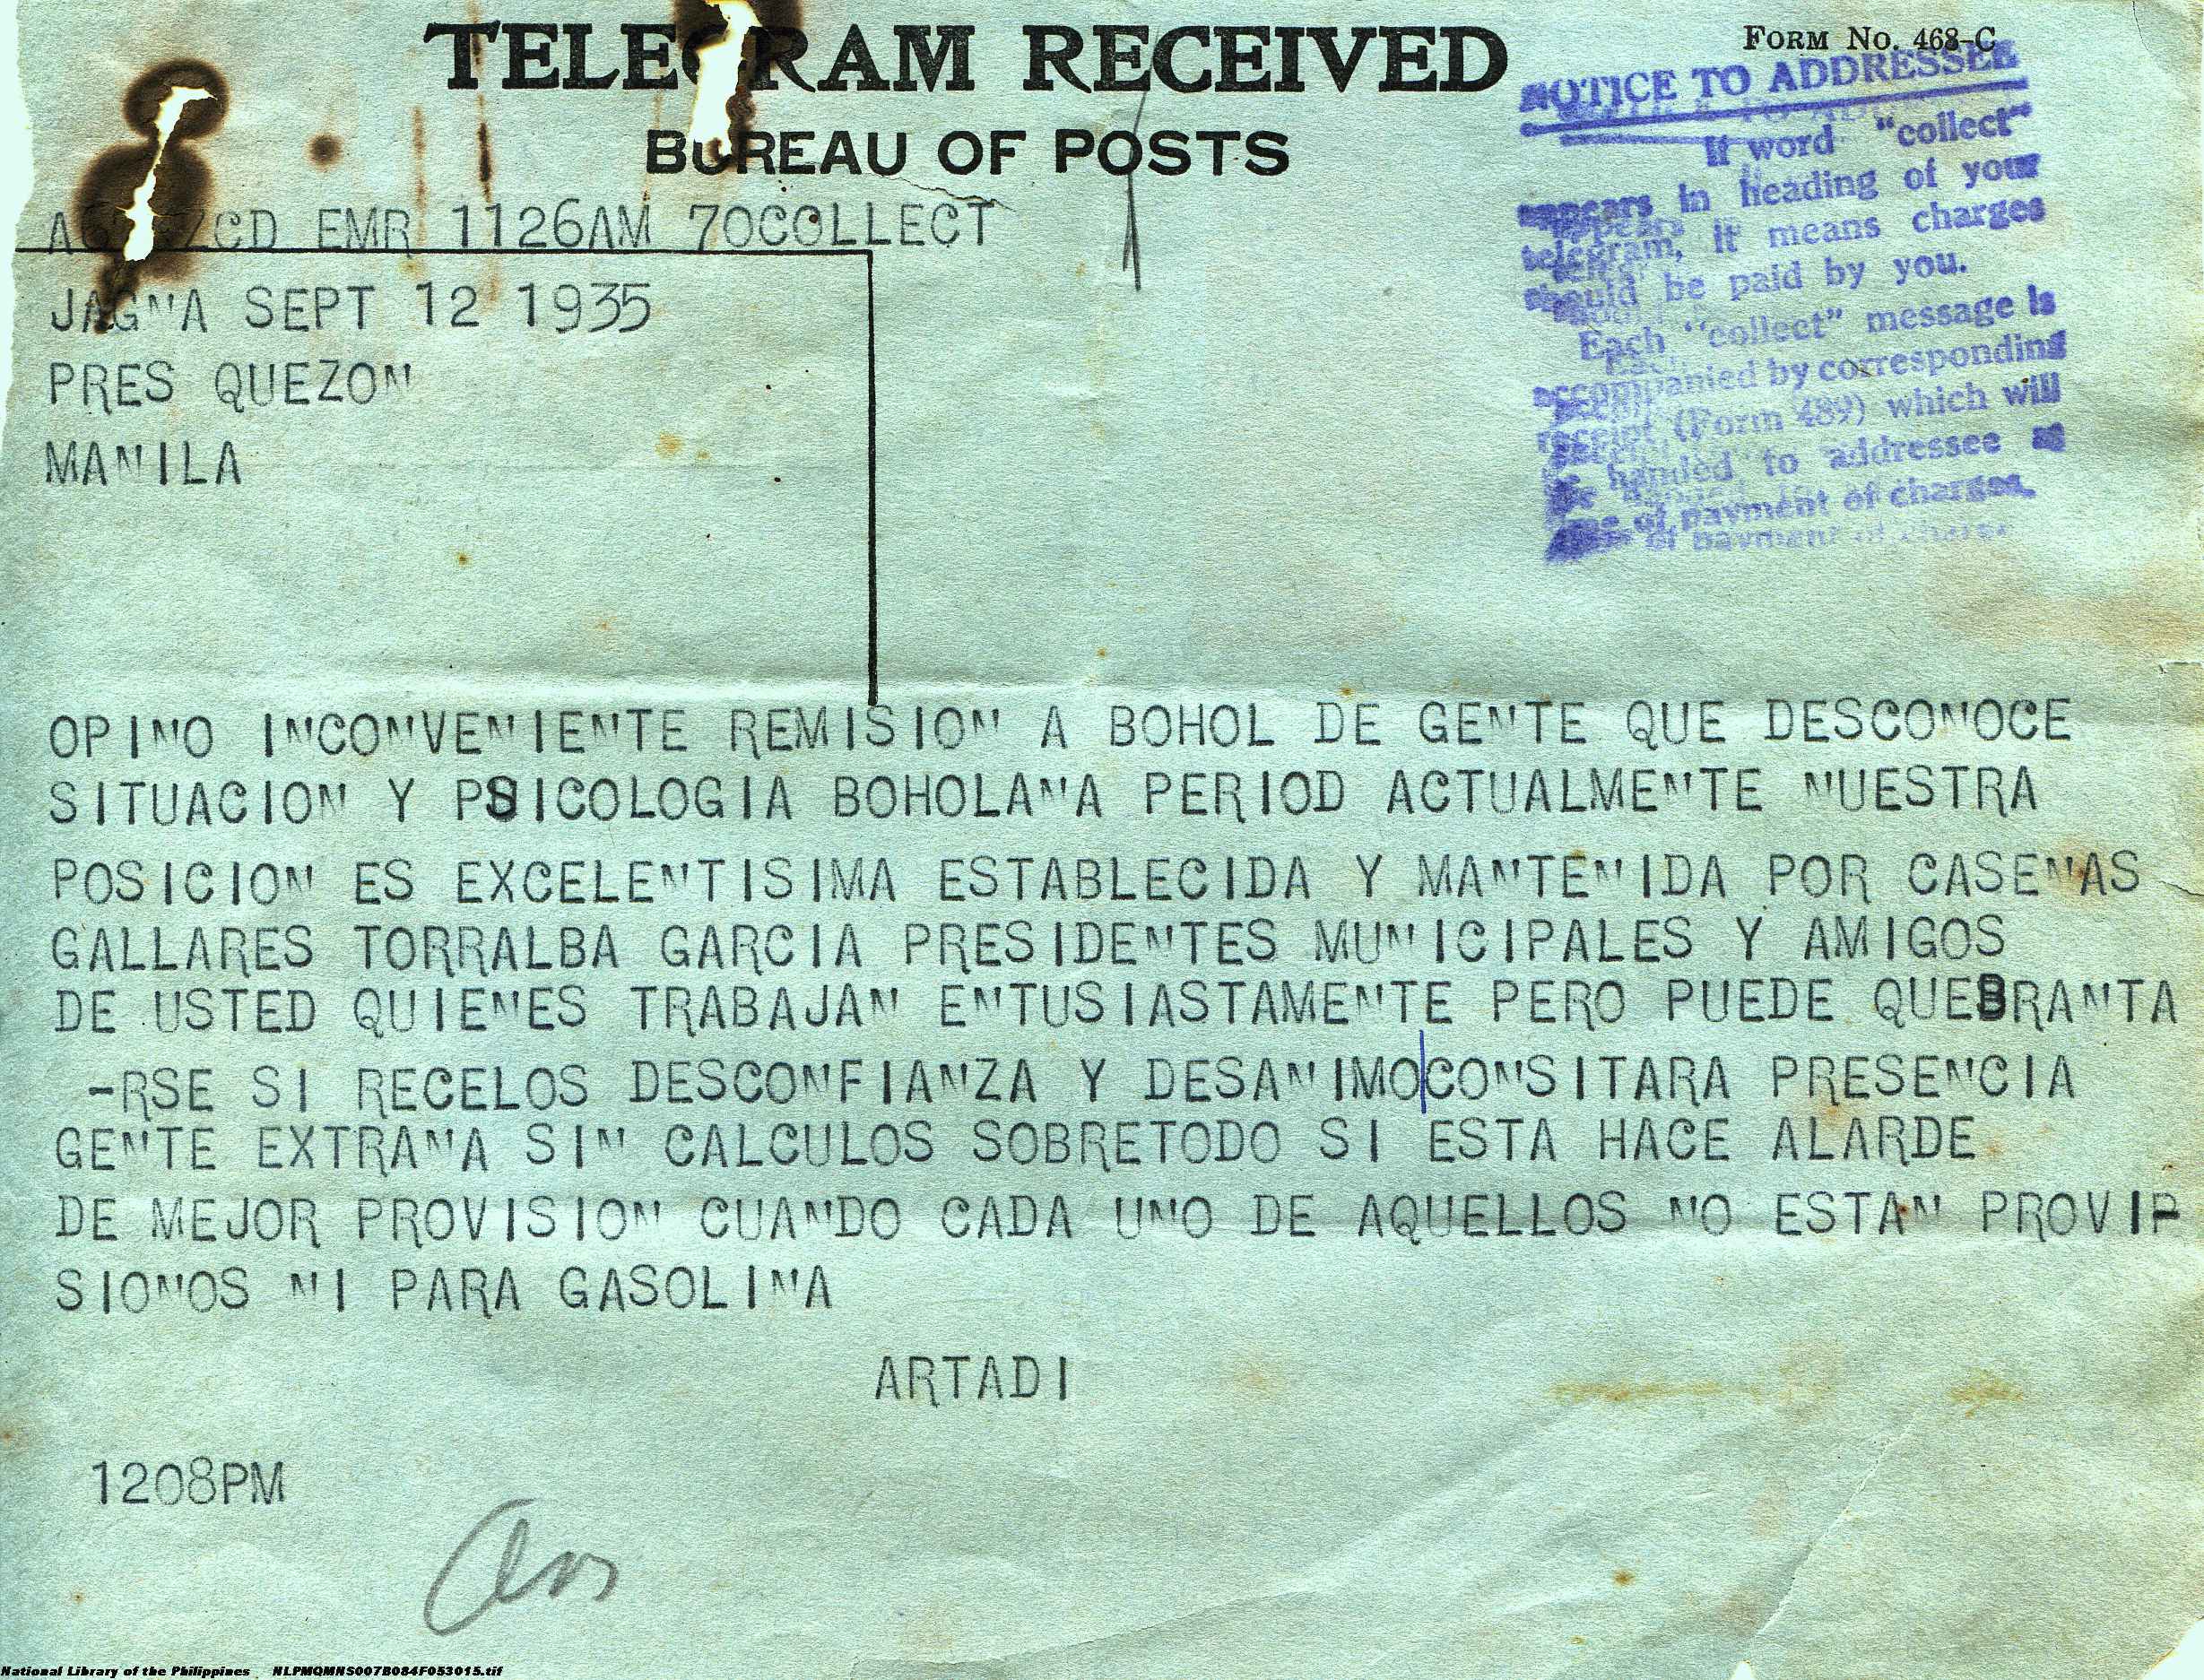 TELEGRAM RECEIVED
FORM No. 468-C
BUREAU OF POSTS
NOTICE TO ADDRESSEE
If word "collect"
appears in heading of your
telegram, it means charges
should be paid by you.
Each "collect" message is
accompanied by corresponding
receipt (Form 489) which will
be handed to addressee at
time of payment of charges.
EMR 1126AM 70COLLECT
JAGNA SEPT 12 1935
PRES QUEZON
MANILA
OPINO INCONVENIENTE REMISION A BOHOL DE GENTE QUE DESCONOCE
SITUACION Y PSICOLOGIA BOHOLANA PERIOD ACTUALMENTE NUESTRA
POSICION ES EXCELENTISIMA ESTABLECIDA Y MANTENIDA POR CASENAS
GALLARES TORRALBA GARCIA PRESIDENTES MUNICIPALES Y AMIGOS
DE USTED QUIENES TRABAJAN ENTUSIASTAMENTE PERO PUEDE QUEBRANTA
-RSE SI RECELOS DESCONFIANZA Y DESANIMO|CONSITARA PRESENCIA
GENTE EXTRANA SIN CALCULOS SOBRETODO SI ESTA HACE ALARDE
DE MEJOR PROVISION CUANDO CADA UNO DE AQUELLOS NO ESTAN PROVIP
SIONOS NI PARA GASOLINA
ARTADI
1208PM
National Library of the Philippines NLPMQMNS007B084F053015.tif